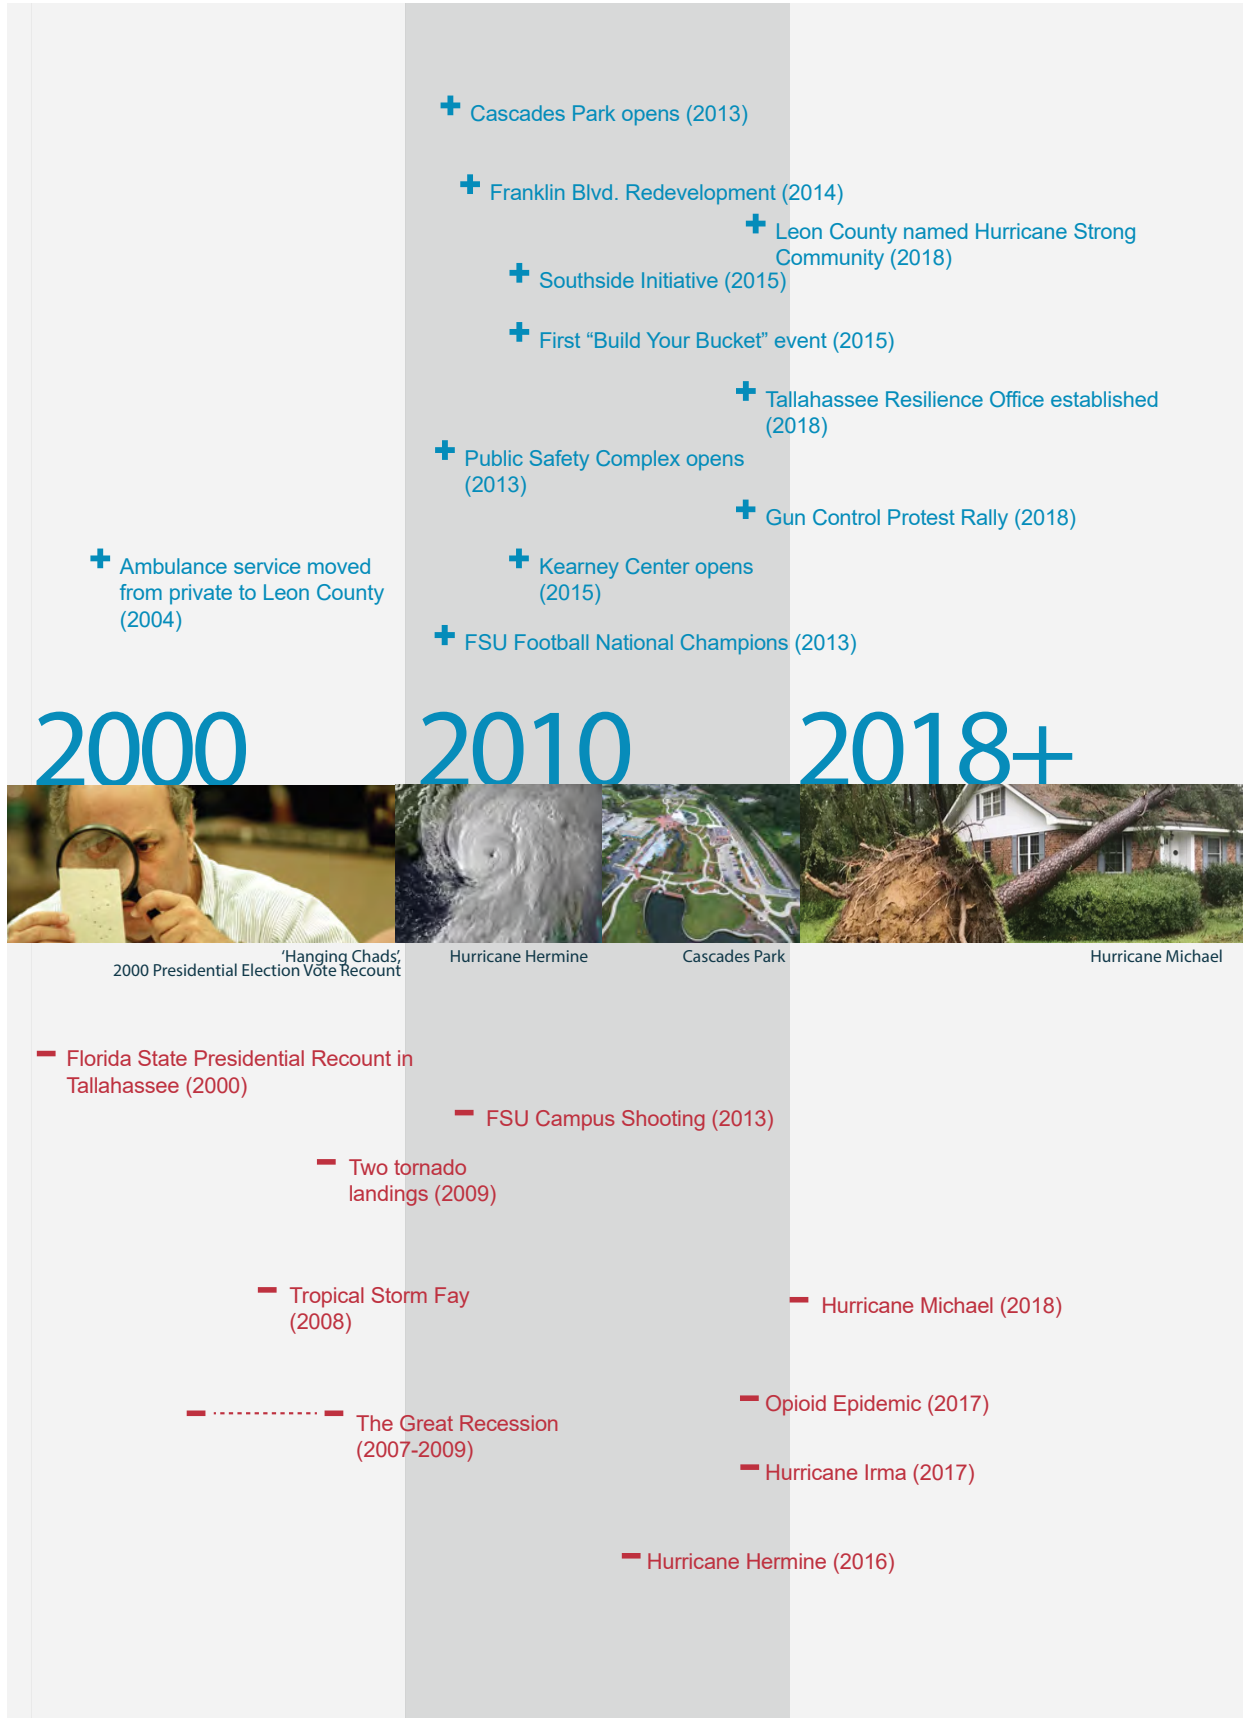 Cascades Park opens (2013)
Franklin Blvd. Redevelopment (2014)
Leon County named Hurricane Strong
Community (2018)
Southside Initiative (2015)
First “Build Your Bucket” event (2015)
Tallahassee Resilience Office established
(2018)
Public Safety Complex opens
(2013)
Gun Control Protest Rally (2018)
Ambulance service moved
from private to Leon County
(2004)
Kearney Center opens
(2015)
FSU Football National Champions (2013)
2000
2010
2018+
‘Hanging Chads’,
2000 Presidential Election Vote Recount
Hurricane Hermine
Cascades Park
Hurricane Michael
Florida State Presidential Recount in
Tallahassee (2000)
FSU Campus Shooting (2013)
Two tornado
landings (2009)
Tropical Storm Fay
(2008)
Hurricane Michael (2018)
The Great Recession
(2007-2009)
Opioid Epidemic (2017)
Hurricane Irma (2017)
Hurricane Hermine (2016)